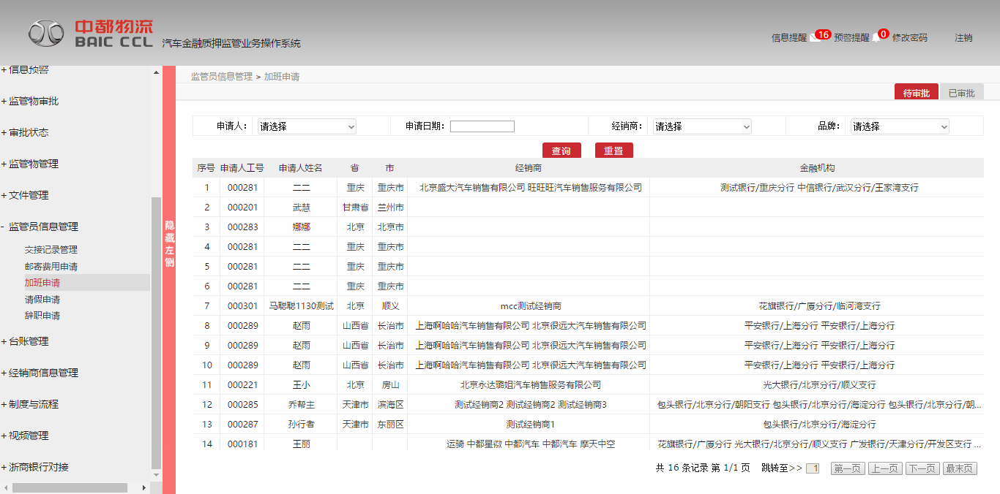 中都物流
BAIC CCL
汽车金融质押监管业务操作系统
信息提醒 16 预警提醒 0 修改密码 注销
+ 信息预警
+ 监管物审批
+ 审批状态
+ 监管物管理
+ 文件管理
- 监管员信息管理
交接记录管理
邮寄费用申请
加班申请
请假申请
辞职申请
+ 台账管理
+ 经销商信息管理
+ 制度与流程
+ 视频管理
+ 浙商银行对接
隐藏左侧
监管员信息管理 > 加班申请
待审批 已审批
申请人: 请选择 申请日期: 经销商: 请选择 品牌: 请选择
查询 重置
序号 申请人工号 申请人姓名 省 市 经销商 金融机构
1 000281 二二 重庆 重庆市 北京盛大汽车销售有限公司 旺旺旺汽车销售服务有限公司 测试银行/重庆分行 中信银行/武汉分行/王家湾支行
2 000201 武慧 甘肃省 兰州市
3 000283 娜娜 北京 北京市
4 000281 二二 重庆 重庆市
5 000281 二二 重庆 重庆市
6 000281 二二 重庆 重庆市
7 000301 马聪聪1130测试 北京 顺义 mcc测试经销商 花旗银行/广厦分行/临河湾支行
8 000289 赵雨 山西省 长治市 上海啊哈哈汽车销售有限公司 北京很远大汽车销售有限公司 平安银行/上海分行 平安银行/上海分行
9 000289 赵雨 山西省 长治市 上海啊哈哈汽车销售有限公司 北京很远大汽车销售有限公司 平安银行/上海分行 平安银行/上海分行
10 000289 赵雨 山西省 长治市 上海啊哈哈汽车销售有限公司 北京很远大汽车销售有限公司 平安银行/上海分行 平安银行/上海分行
11 000221 王小 北京 房山 北京永达璐姐汽车销售服务有限公司 光大银行/北京分行/顺义支行
12 000285 乔帮主 天津市 滨海区 测试经销商2 测试经销商2 测试经销商3 包头银行/北京分行/朝阳支行 包头银行/北京分行/海淀分行 包头银行/北京分行/朝...
13 000287 孙行者 天津市 东丽区 测试经销商1 包头银行/北京分行/海淀分行
14 000181 王丽 运骑 中都星徽 中都汽车 中都汽车 摩天中空 花旗银行/广厦分行 光大银行/北京分行/顺义支行 广发银行/天津分行/开发区支行 ...
共 16 条记录 第 1/1 页 跳转至>> 1 第一页 上一页 下一页 最末页